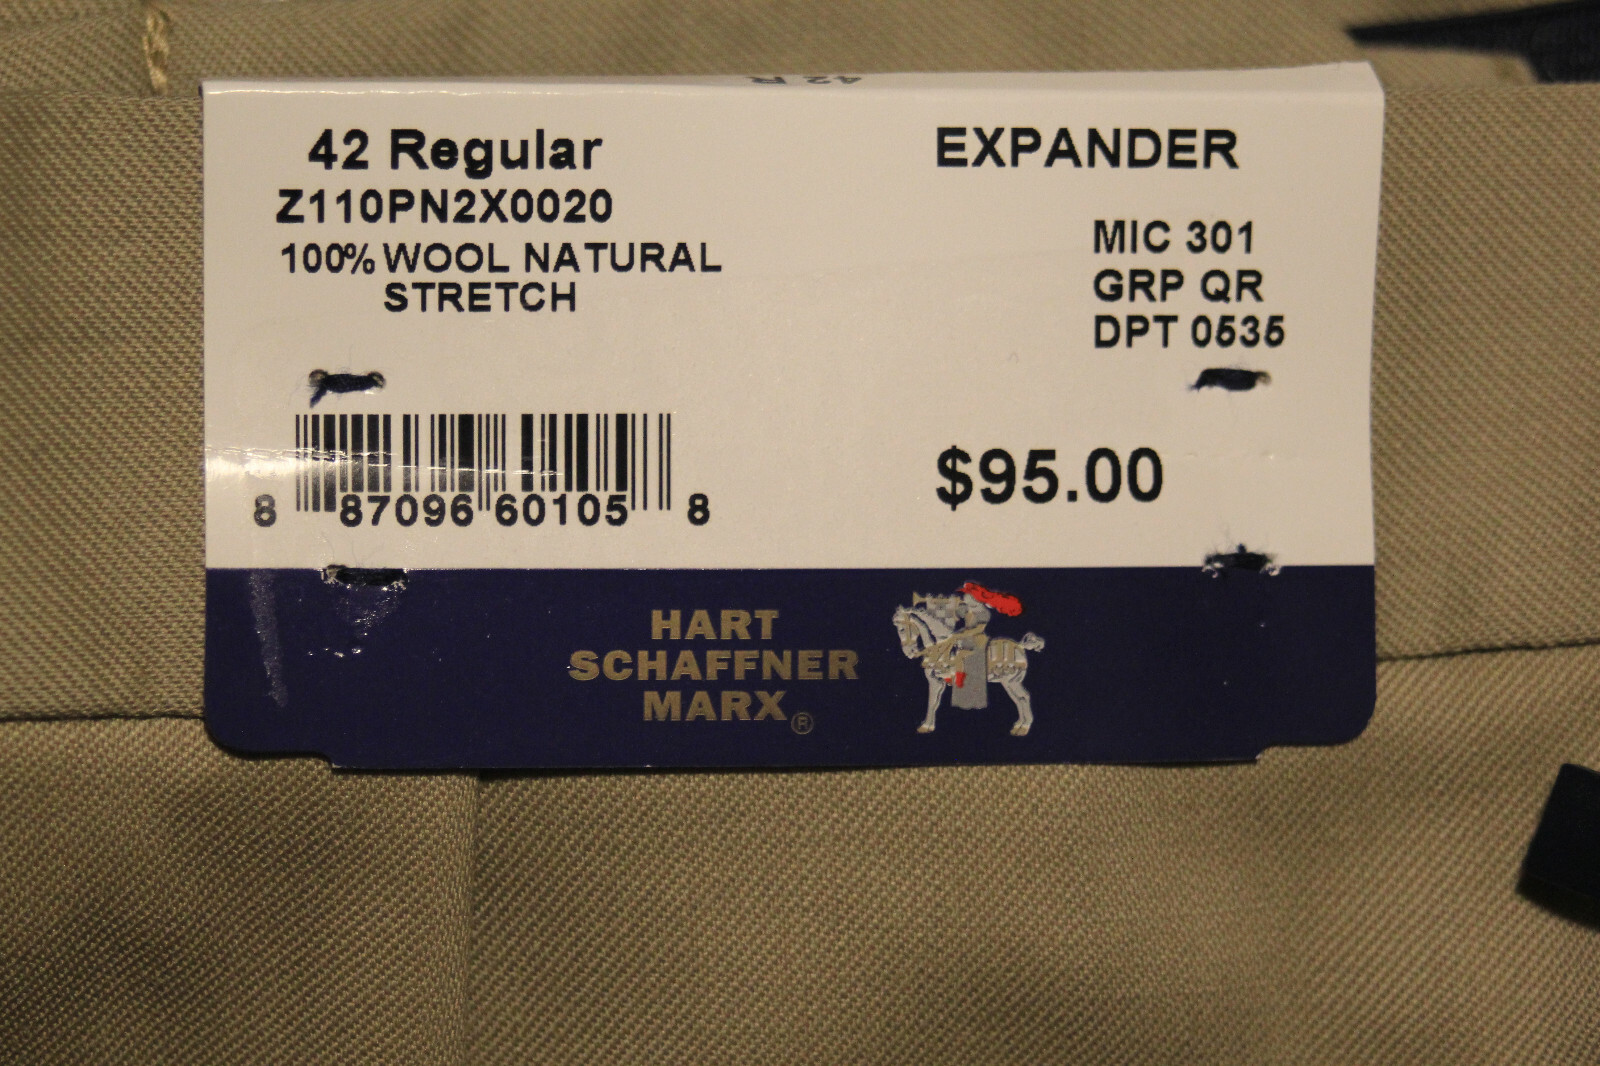 42 R
42 Regular
Z110PN2X0020
100% WOOL NATURAL
STRETCH
EXPANDER
MIC 301
GRP QR
DPT 0535
8 87096 60105 8
$95.00
HART
SCHAFFNER
MARX®